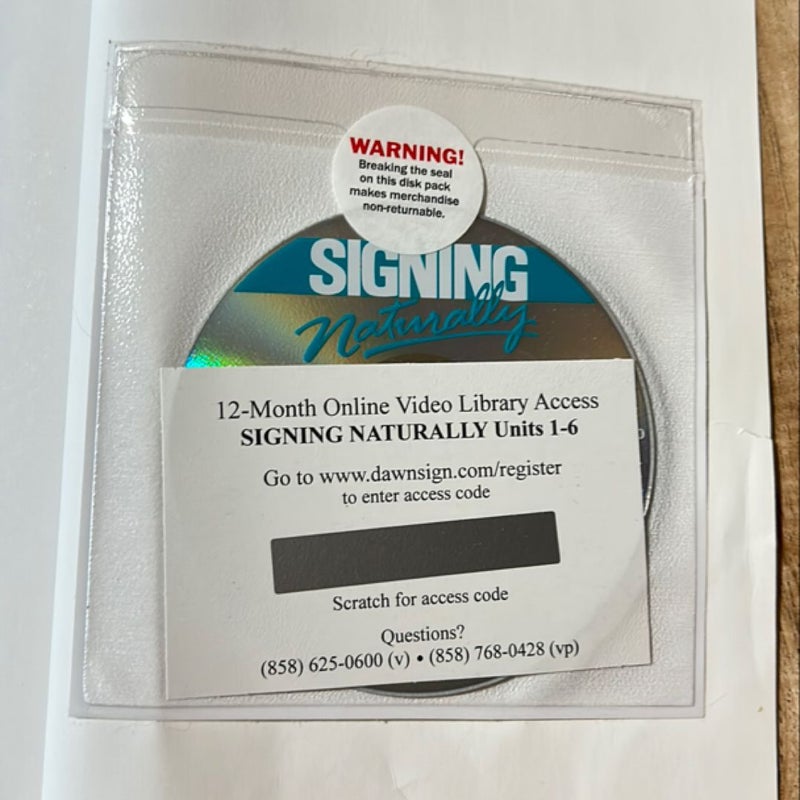 WARNING!
Breaking the seal
on this disk pack
makes merchandise
non-returnable.
SIGNING
Naturally
12-Month Online Video Library Access
SIGNING NATURALLY Units 1-6
Go to www.dawnsign.com/register
to enter access code
Scratch for access code
Questions?
(858) 625-0600 (v) • (858) 768-0428 (vp)